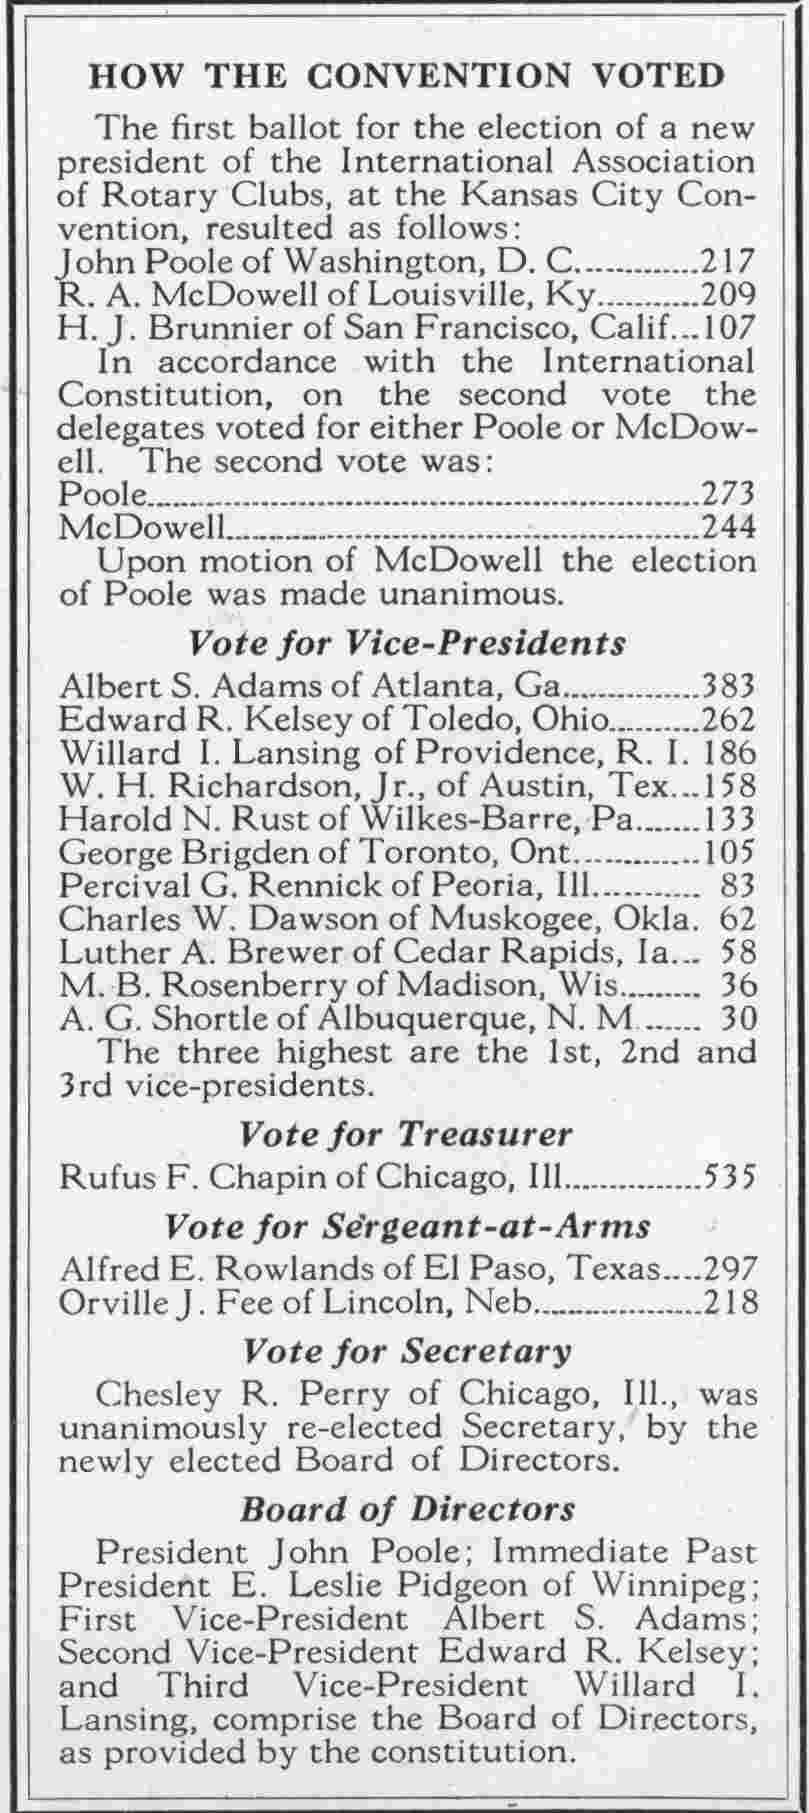 HOW THE CONVENTION VOTED
The first ballot for the election of a new
president of the International Association
of Rotary Clubs, at the Kansas City Con-
vention, resulted as follows:
John Poole of Washington, D. C..............217
R. A. McDowell of Louisville, Ky...........209
H. J. Brunnier of San Francisco, Calif...107
In accordance with the International
Constitution, on the second vote the
delegates voted for either Poole or McDow-
ell. The second vote was:
Poole......................................................273
McDowell..............................................244
Upon motion of McDowell the election
of Poole was made unanimous.
Vote for Vice-Presidents
Albert S. Adams of Atlanta, Ga..............383
Edward R. Kelsey of Toledo, Ohio.........262
Willard I. Lansing of Providence, R. I. 186
W. H. Richardson, Jr., of Austin, Tex...158
Harold N. Rust of Wilkes-Barre, Pa.......133
George Brigden of Toronto, Ont.............105
Percival G. Rennick of Peoria, Ill........... 83
Charles W. Dawson of Muskogee, Okla. 62
Luther A. Brewer of Cedar Rapids, Ia... 58
M. B. Rosenberry of Madison, Wis......... 36
A. G. Shortle of Albuquerque, N. M....... 30
The three highest are the 1st, 2nd and
3rd vice-presidents.
Vote for Treasurer
Rufus F. Chapin of Chicago, Ill...............535
Vote for Sergeant-at-Arms
Alfred E. Rowlands of El Paso, Texas....297
Orville J. Fee of Lincoln, Neb.................218
Vote for Secretary
Chesley R. Perry of Chicago, Ill., was
unanimously re-elected Secretary, by the
newly elected Board of Directors.
Board of Directors
President John Poole; Immediate Past
President E. Leslie Pidgeon of Winnipeg;
First Vice-President Albert S. Adams;
Second Vice-President Edward R. Kelsey;
and Third Vice-President Willard I.
Lansing, comprise the Board of Directors,
as provided by the constitution.